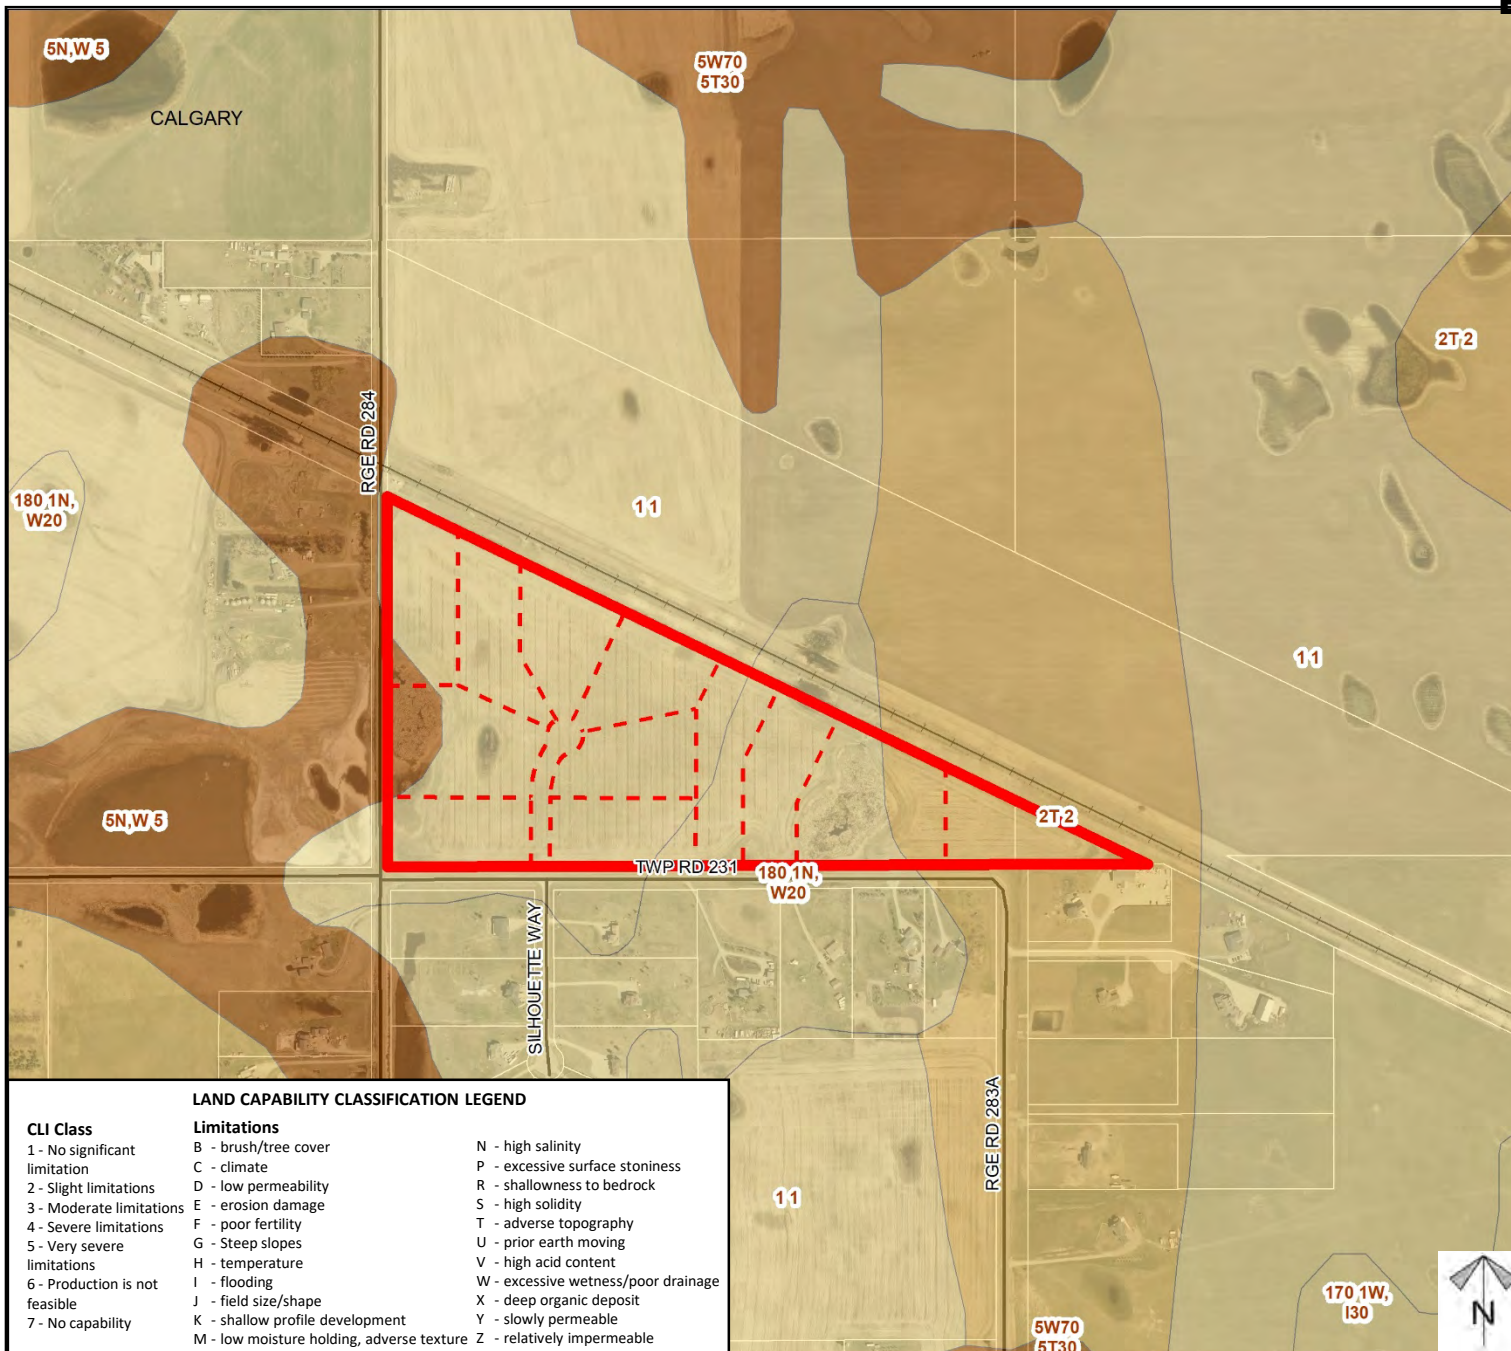 5N,W 5
CALGARY
5W70
5T30
2T 2
RGE RD 284
180 1N,
W20
1 1
1 1
5N,W 5
2T 2
TWP RD 231
180 1N,
W20
SILHOUETTE WAY
RGE RD 283A
1 1
170 1W,
I30
5W70
5T30
N
LAND CAPABILITY CLASSIFICATION LEGEND
CLI Class
1 - No significant
limitation
2 - Slight limitations
3 - Moderate limitations
4 - Severe limitations
5 - Very severe
limitations
6 - Production is not
feasible
7 - No capability
Limitations
B - brush/tree cover
C - climate
D - low permeability
E - erosion damage
F - poor fertility
G - Steep slopes
H - temperature
I - flooding
J - field size/shape
K - shallow profile development
M - low moisture holding, adverse texture
N - high salinity
P - excessive surface stoniness
R - shallowness to bedrock
S - high solidity
T - adverse topography
U - prior earth moving
V - high acid content
W - excessive wetness/poor drainage
X - deep organic deposit
Y - slowly permeable
Z - relatively impermeable